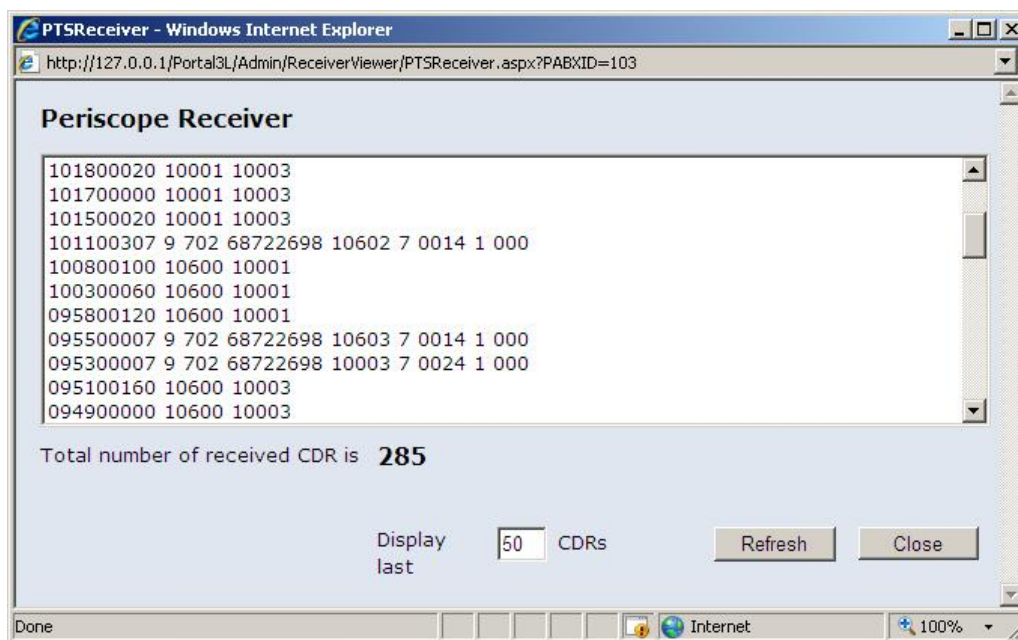 PTSReceiver - Windows Internet Explorer
http://127.0.0.1/Portal3L/Admin/ReceiverViewer/PTSReceiver.aspx?PABXID=103
Periscope Receiver
101800020 10001 10003
101700000 10001 10003
101500020 10001 10003
101100307 9 702 68722698 10602 7 0014 1 000
100800100 10600 10001
100300060 10600 10001
095800120 10600 10001
095500007 9 702 68722698 10603 7 0014 1 000
095300007 9 702 68722698 10003 7 0024 1 000
095100160 10600 10003
094900000 10600 10003
Total number of received CDR is 285
Display last 50 CDRs Refresh Close
Done Internet 100%